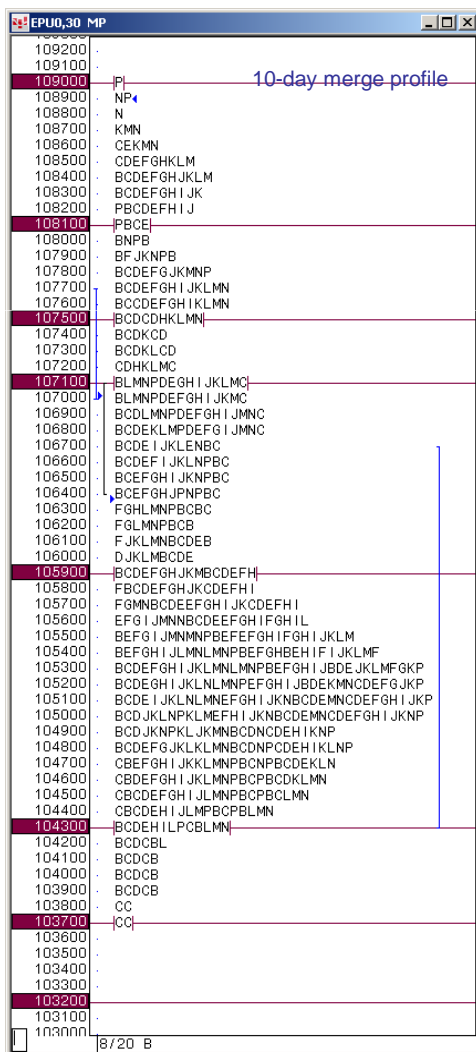 EPU0,30 MP
109200
109100
109000 P 10-day merge profile
108900 NP
108800 N
108700 KMN
108600 CEKMN
108500 CDEFGHKLM
108400 BCDEFGHJKLM
108300 BCDEFGHIJK
108200 PBCDEFHIJ
108100 PBCE
108000 BNPB
107900 BFJKNPB
107800 BCDEFGJKMNP
107700 BCDEFGHIJKLMN
107600 BCCDEFGHIKLMN
107500 BCDCDHKLMN
107400 BCDKCD
107300 BCDKLCD
107200 CDHKLMC
107100 BLMNPDEGHIJKLMC
107000 BLMNPDEFGHIJKMC
106900 BCDLMNPDEFGHIJMNC
106800 BCDEKLMPDEFGIJMNC
106700 BCDEIJKLENBC
106600 BCDEFIJKLNPBC
106500 BCEFGHIJKNPBC
106400 BCEFGHJPNPBC
106300 FGHLMNPBCBC
106200 FGLMNPBCB
106100 FJKLMNBCDEB
106000 DJKLMBCDE
105900 BCDEFGHJKMBCDEFH
105800 FBCDEFGHJKCDEFHI
105700 FGMNBCDEEFGHIJKCDEFHI
105600 EFGIJMNNBCDEEFGHIFGHIL
105500 BEFGIJMNMNPBEFEFGHIFGHIJKLM
105400 BEFGHIJLMNLMNPBEFGHBEHIFIJKLMF
105300 BCDEFGHIJKLMNLMNPBEFGHIJBDEJKLMFGKP
105200 BCDEGHIJKLNLMNPEFGHIJBDEKMNCDEFGJKP
105100 BCDEIJKLNLMNEFGHIJKNBCDEMNCDEFGHIJKP
105000 BCDJKLNPKLMEFHIJKNBCDEMNCDEFGHIJKNP
104900 BCDJKNPKLJKMNBCDNCDEHIKNP
104800 BCDEFGJKLKLMNBCDNPCDEHIKLNP
104700 CBEFGHIJKKLMNPBCNPBCDEKLN
104600 CBDEFGHIJKLMNPBCPBCDKLMN
104500 CBCDEFGHIJLMNPBCPBCLMN
104400 CBCDEHIJLMPBCPBLMN
104300 BCDEHILPCBLMN
104200 BCDCBL
104100 BCDCB
104000 BCDCB
103900 BCDCB
103800 CC
103700 CC
103600
103500
103400
103300
103200
103100
103000
8/20 B